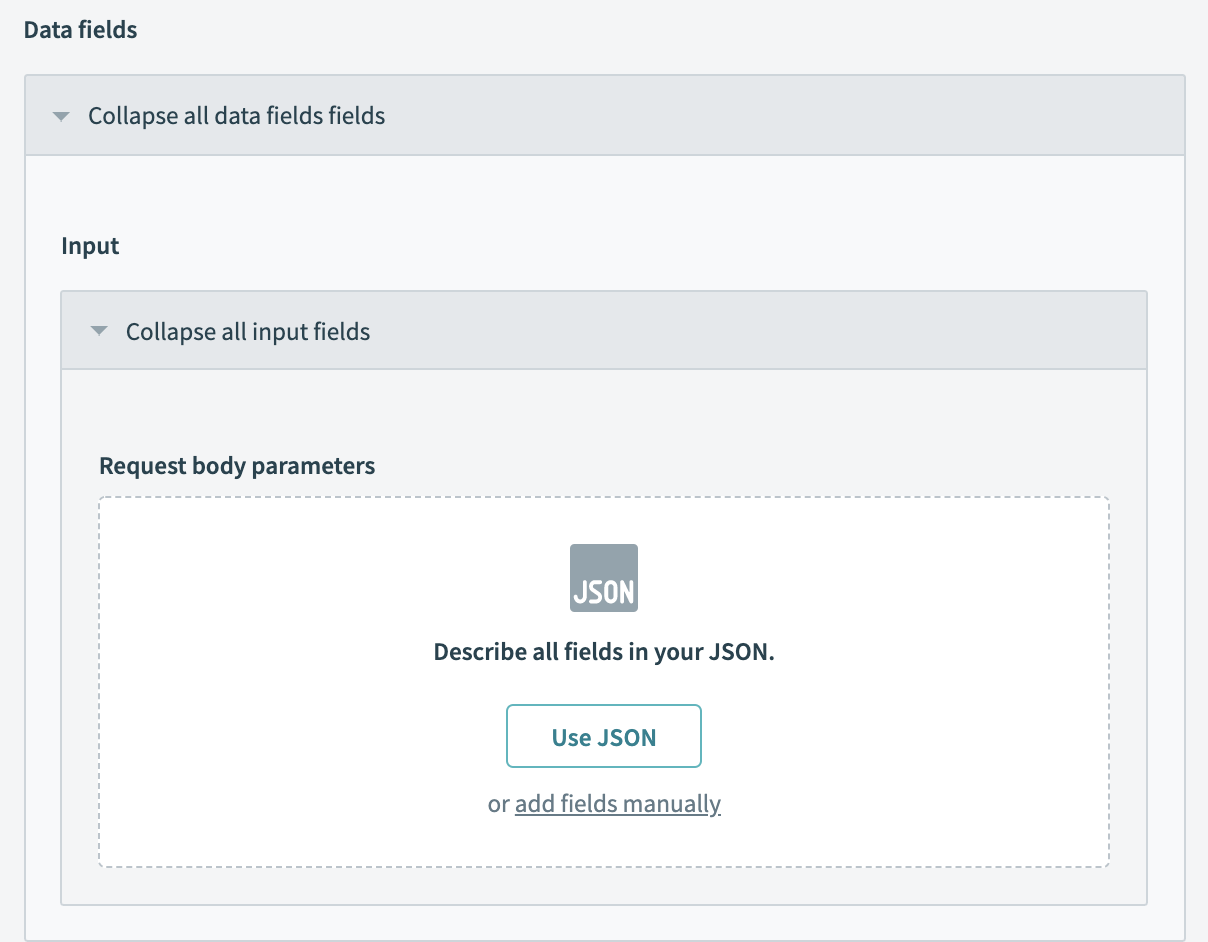 Data fields
Collapse all data fields fields
Input
Collapse all input fields
Request body parameters
JSON
Describe all fields in your JSON.
Use JSON
or add fields manually